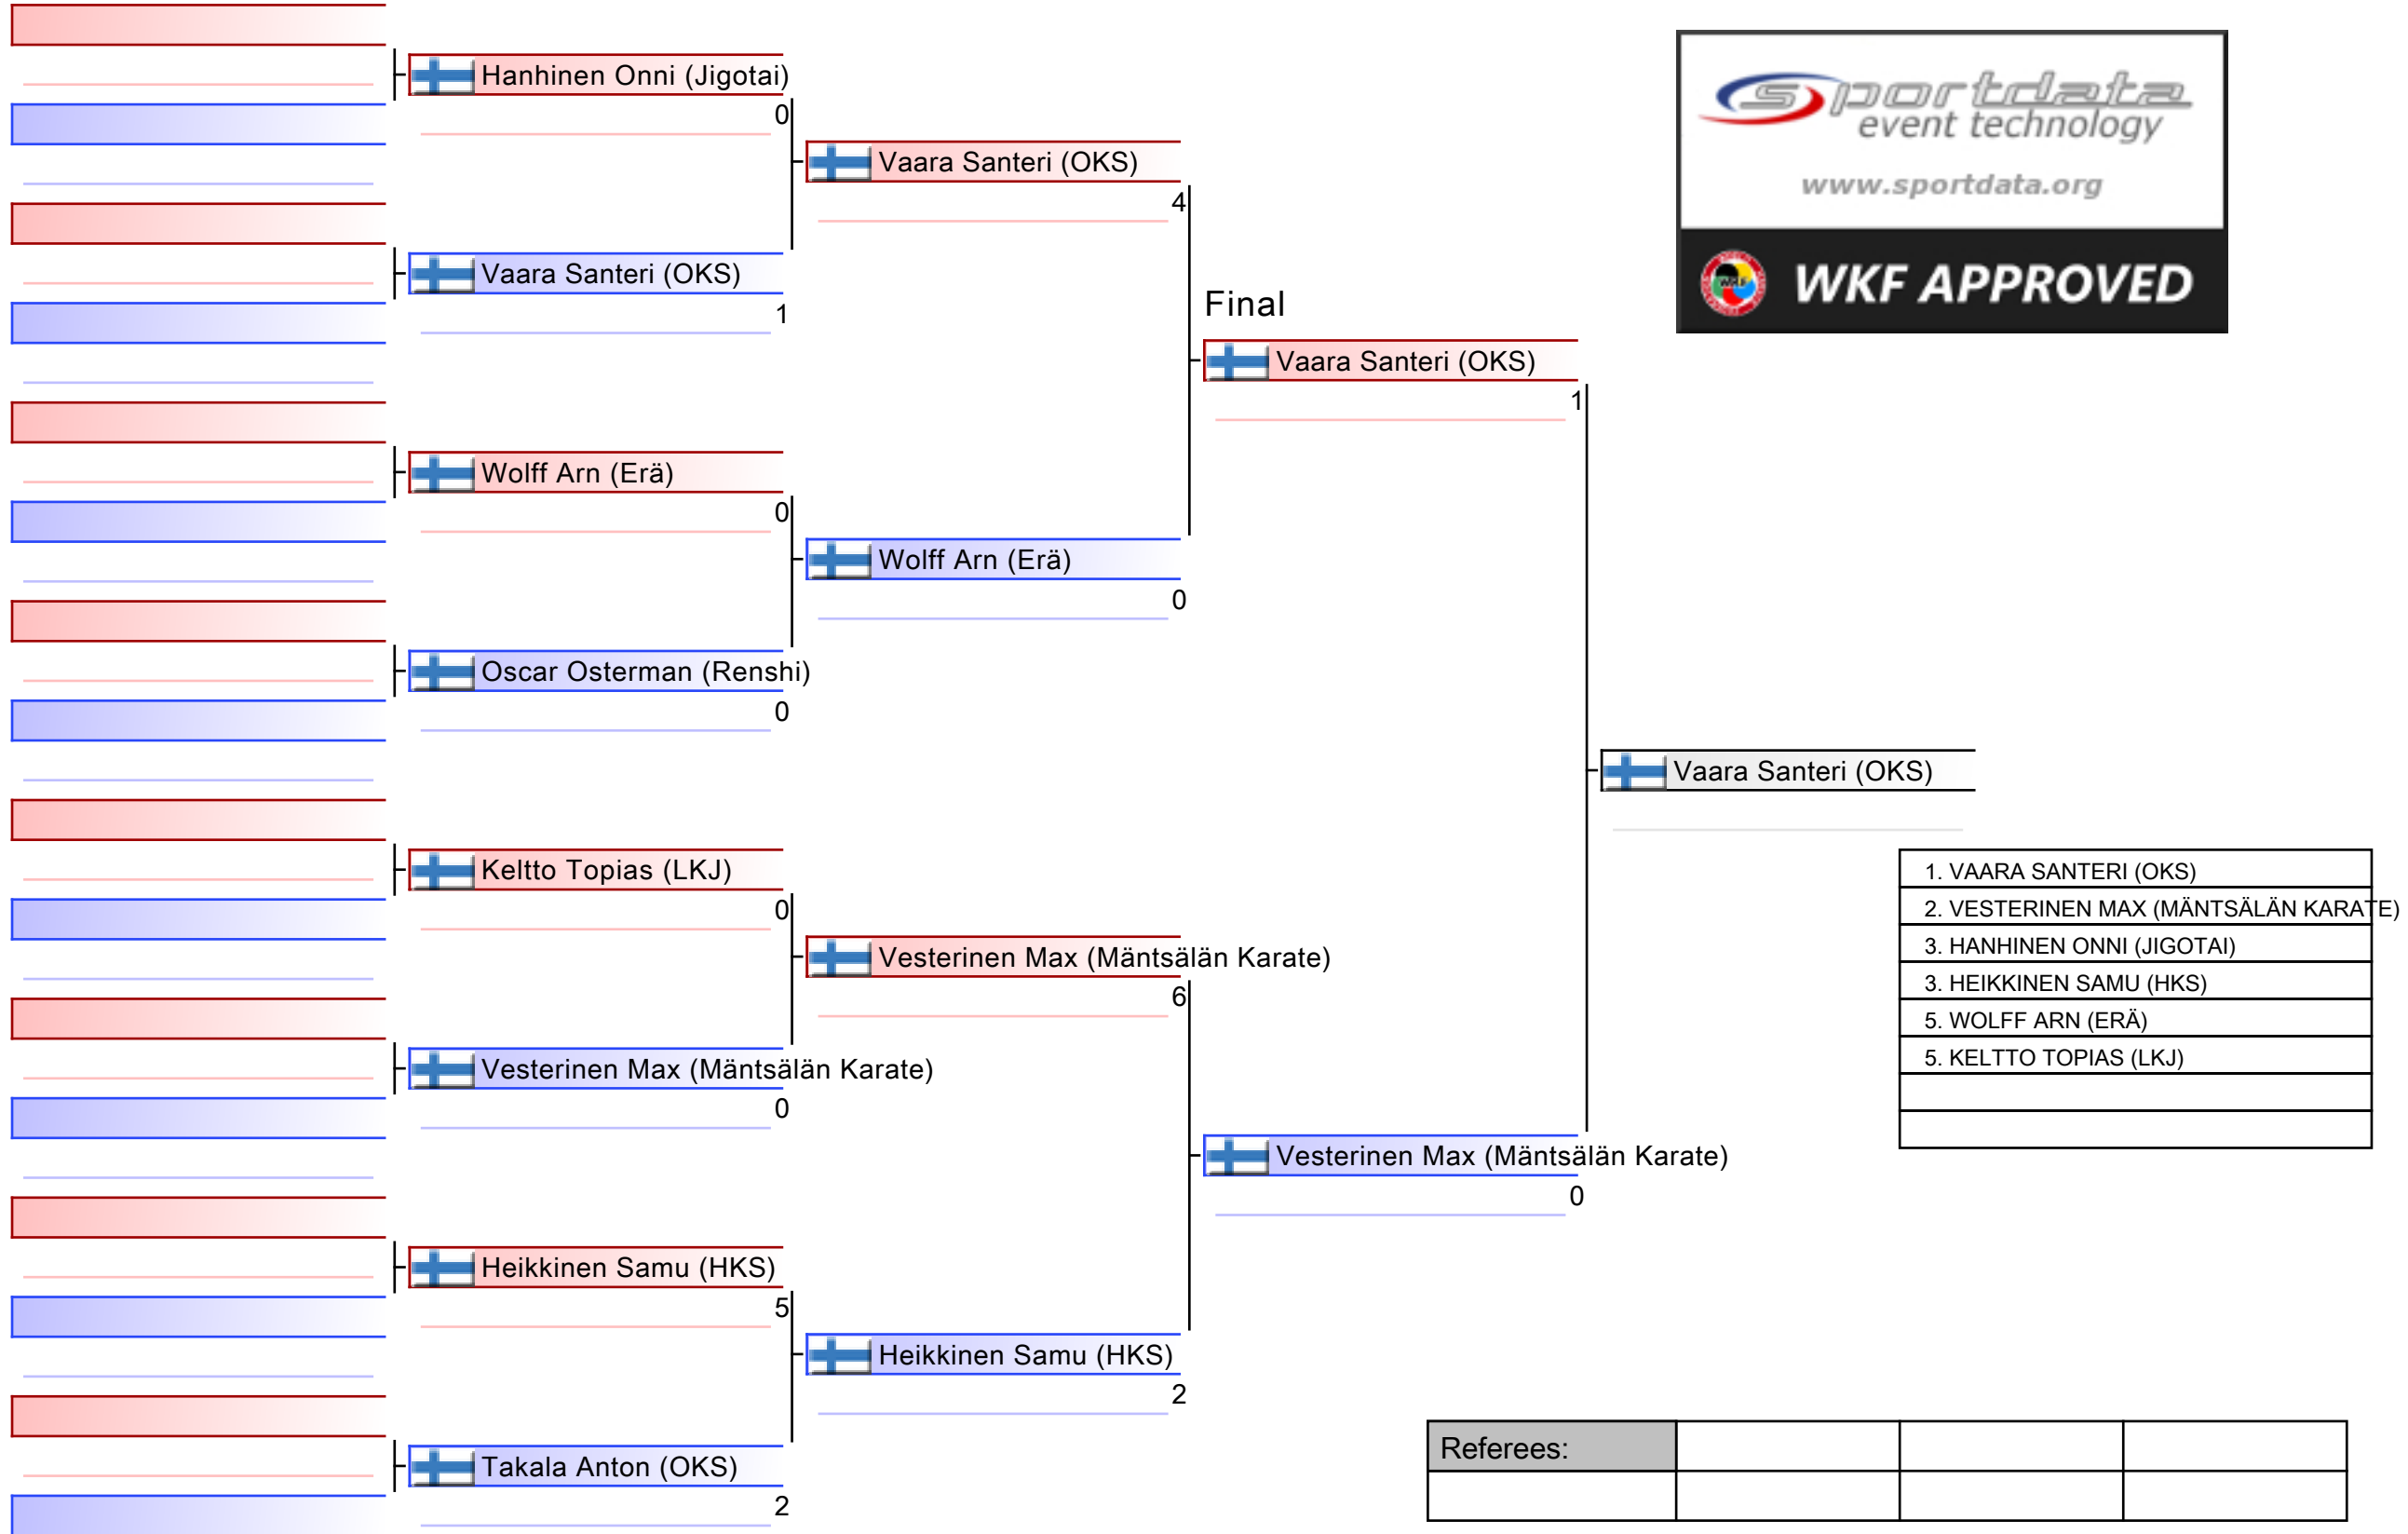 Hanhinen Onni (Jigotai)
0
Vaara Santeri (OKS)
1
Wolff Arn (Erä)
0
Oscar Osterman (Renshi)
0
Keltto Topias (LKJ)
0
Vesterinen Max (Mäntsälän Karate)
0
Heikkinen Samu (HKS)
5
Takala Anton (OKS)
2
Vaara Santeri (OKS)
4
Wolff Arn (Erä)
0
Vesterinen Max (Mäntsälän Karate)
6
Heikkinen Samu (HKS)
2
Final
Vaara Santeri (OKS)
1
Vesterinen Max (Mäntsälän Karate)
0
Vaara Santeri (OKS)
sportdata
event technology
www.sportdata.org
WKF
WKF APPROVED
1. VAARA SANTERI (OKS)
2. VESTERINEN MAX (MÄNTSÄLÄN KARATE)
3. HANHINEN ONNI (JIGOTAI)
3. HEIKKINEN SAMU (HKS)
5. WOLFF ARN (ERÄ)
5. KELTTO TOPIAS (LKJ)
Referees: